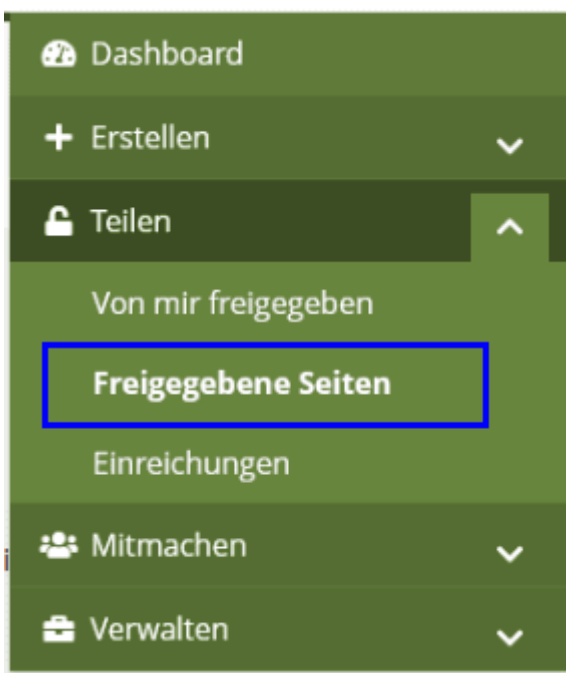 Dashboard
Erstellen
Teilen
Von mir freigegeben
Freigegebene Seiten
Einreichungen
Mitmachen
Verwalten